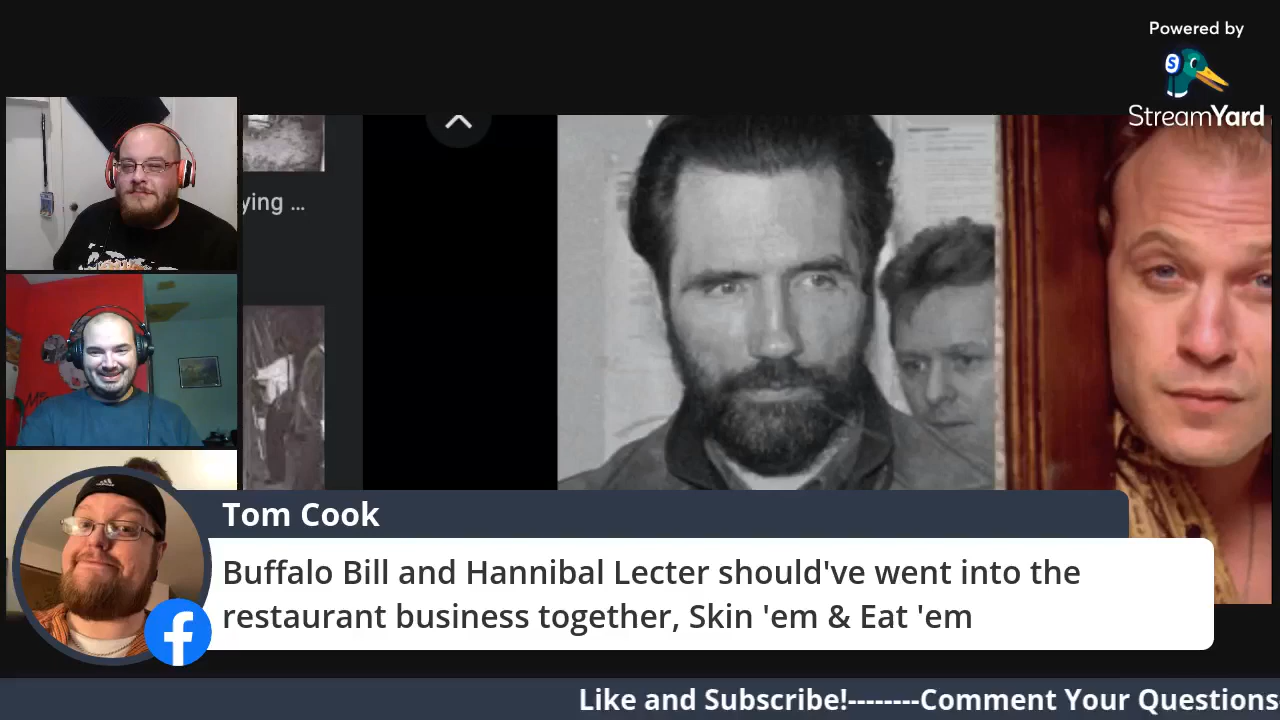 Powered by
StreamYard
ying ...
Tom Cook
Buffalo Bill and Hannibal Lecter should've went into the
restaurant business together, Skin 'em & Eat 'em
Like and Subscribe!--------Comment Your Questions